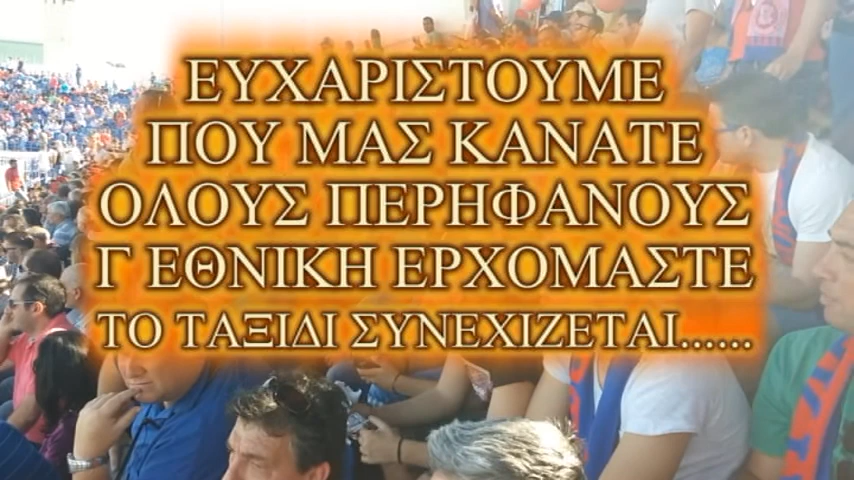 ΕΥΧΑΡΙΣΤΟΥΜΕ
ΠΟΥ ΜΑΣ ΚΑΝΑΤΕ
ΟΛΟΥΣ ΠΕΡΗΦΑΝΟΥΣ
Γ ΕΘΝΙΚΗ ΕΡΧΟΜΑΣΤΕ
ΤΟ ΤΑΞΙΔΙ ΣΥΝΕΧΙΖΕΤΑΙ......